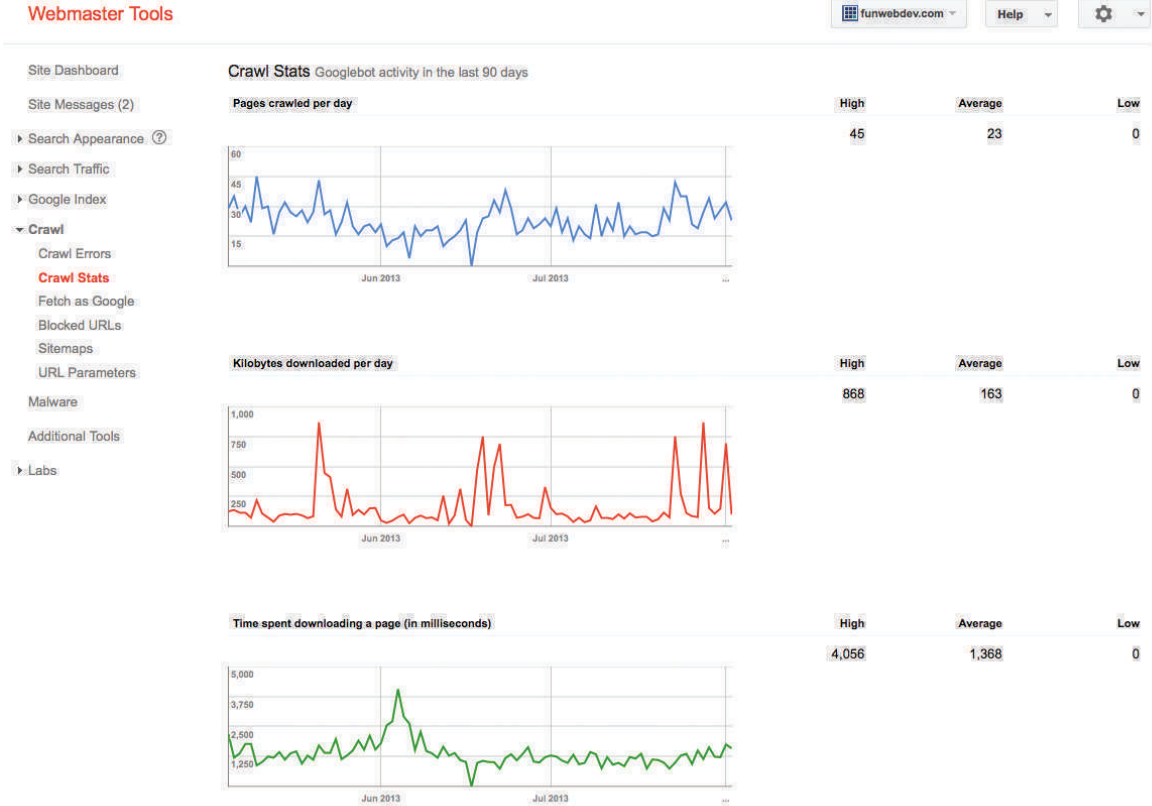 Webmaster Tools
funwebdev.com
Help
Site Dashboard
Site Messages (2)
Search Appearance ?
Search Traffic
Google Index
Crawl
Crawl Errors
Crawl Stats
Fetch as Google
Blocked URLs
Sitemaps
URL Parameters
Malware
Additional Tools
Labs
Crawl Stats Googlebot activity in the last 90 days
Pages crawled per day High Average Low
45 23 0
60
45
30
15
Jun 2013 Jul 2013 ...
Kilobytes downloaded per day High Average Low
868 163 0
1,000
750
500
250
Jun 2013 Jul 2013 ...
Time spent downloading a page (in milliseconds) High Average Low
4,056 1,368 0
5,000
3,750
2,500
1,250
Jun 2013 Jul 2013 ...